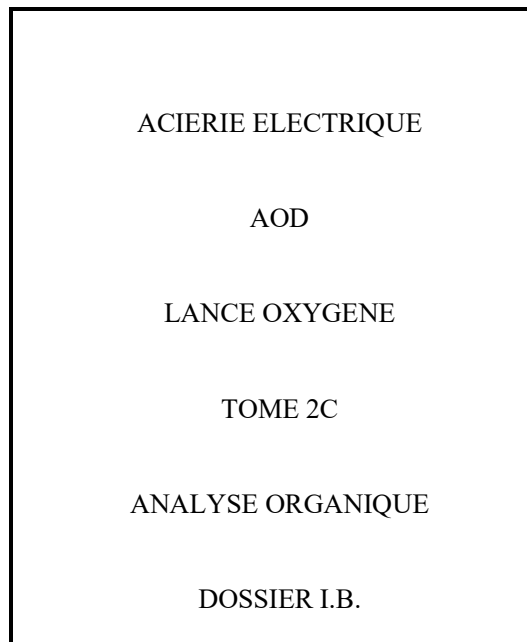 ACIERIE ELECTRIQUE
AOD
LANCE OXYGENE
TOME 2C
ANALYSE ORGANIQUE
DOSSIER I.B.